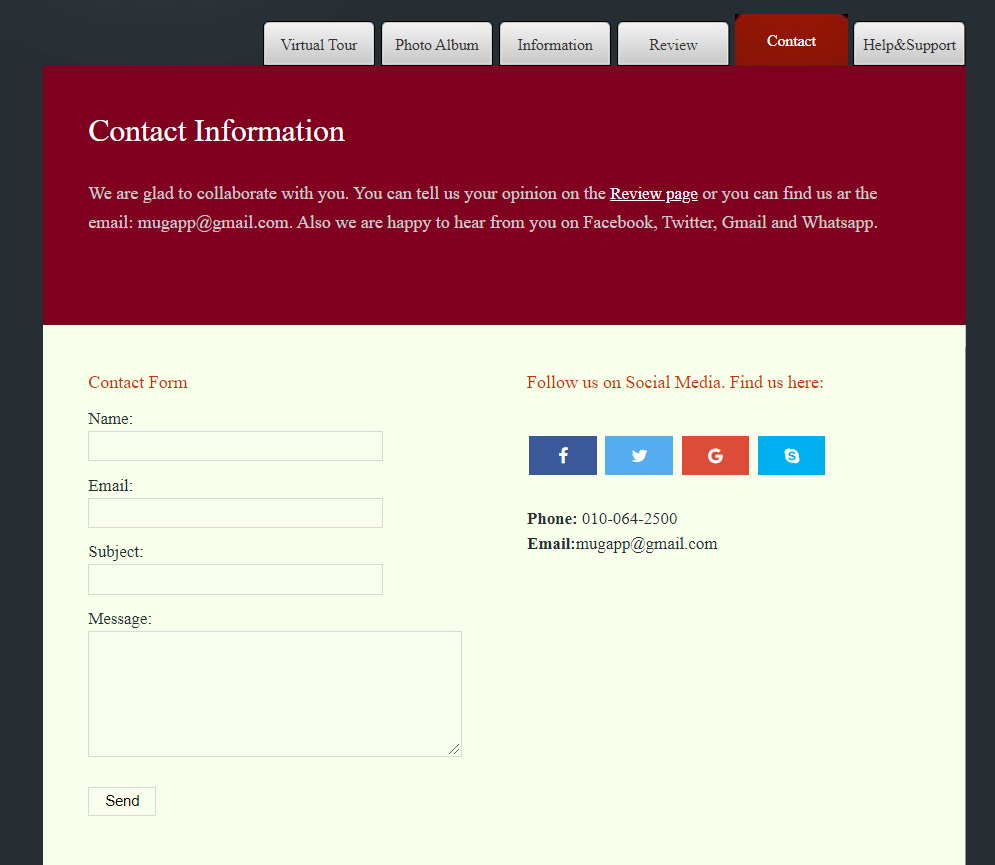 Virtual Tour Photo Album Information Review Contact Help&Support
Contact Information
We are glad to collaborate with you. You can tell us your opinion on the Review page or you can find us ar the
email: mugapp@gmail.com. Also we are happy to hear from you on Facebook, Twitter, Gmail and Whatsapp.
Contact Form
Name:
Email:
Subject:
Message:
Send
Follow us on Social Media. Find us here:
Phone: 010-064-2500
Email:mugapp@gmail.com